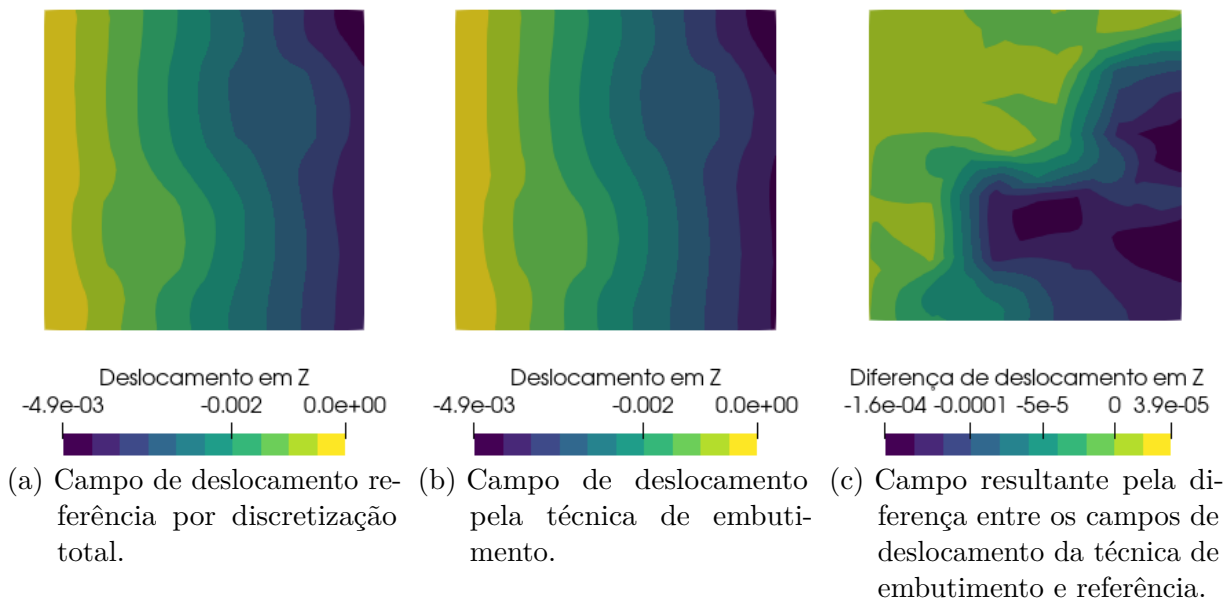 Deslocamento em Z
-4.9e-03 -0.002 0.0e+00
(a) Campo de deslocamento re-
ferência por discretização
total.
Deslocamento em Z
-4.9e-03 -0.002 0.0e+00
(b) Campo de deslocamento
pela técnica de embuti-
mento.
Diferença de deslocamento em Z
-1.6e-04 -0.0001 -5e-5 0 3.9e-05
(c) Campo resultante pela di-
ferença entre os campos de
deslocamento da técnica de
embutimento e referência.